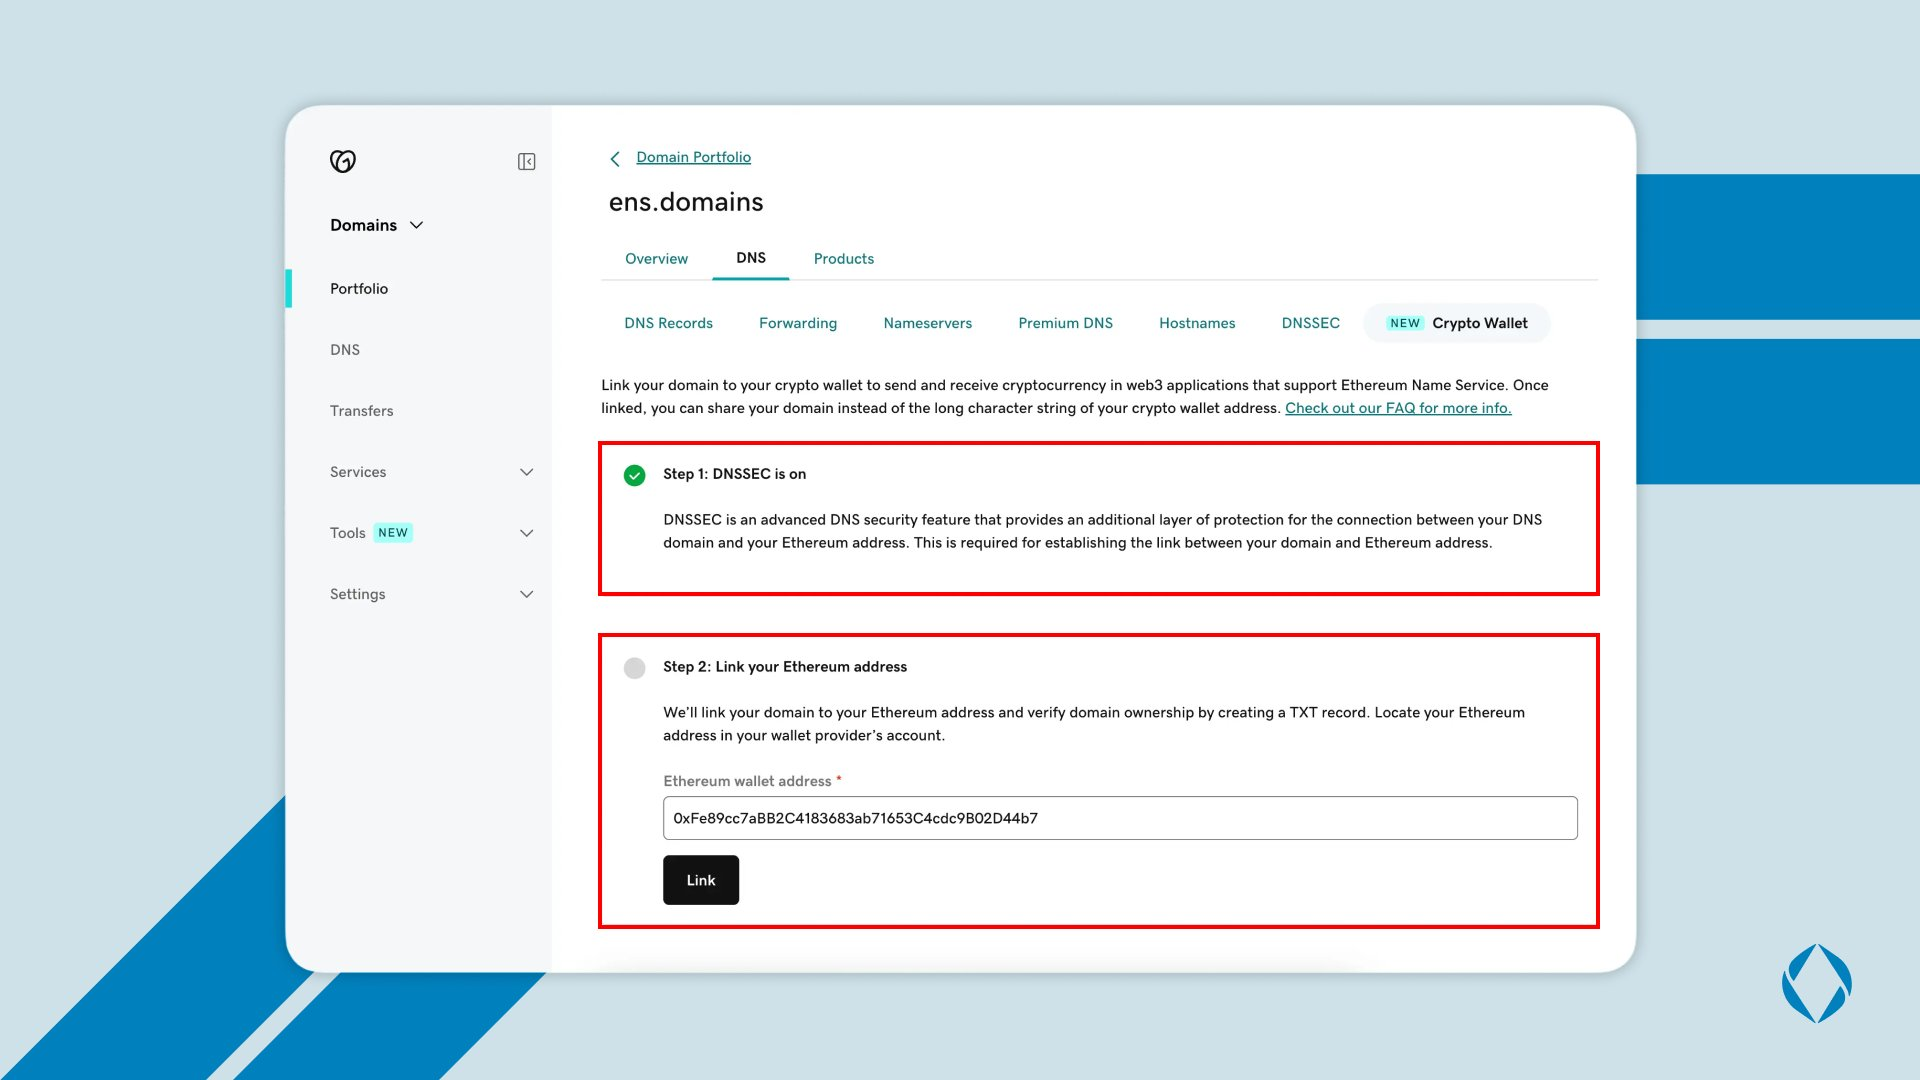 Domains
Portfolio
DNS
Transfers
Services
Tools NEW
Settings
Domain Portfolio
ens.domains
Overview DNS Products
DNS Records Forwarding Nameservers Premium DNS Hostnames DNSSEC NEW Crypto Wallet
Link your domain to your crypto wallet to send and receive cryptocurrency in web3 applications that support Ethereum Name Service. Once
linked, you can share your domain instead of the long character string of your crypto wallet address. Check out our FAQ for more info.
Step 1: DNSSEC is on
DNSSEC is an advanced DNS security feature that provides an additional layer of protection for the connection between your DNS
domain and your Ethereum address. This is required for establishing the link between your domain and Ethereum address.
Step 2: Link your Ethereum address
We'll link your domain to your Ethereum address and verify domain ownership by creating a TXT record. Locate your Ethereum
address in your wallet provider's account.
Ethereum wallet address *
0xFe89cc7aBB2C4183683ab71653C4cdc9B02D44b7
Link